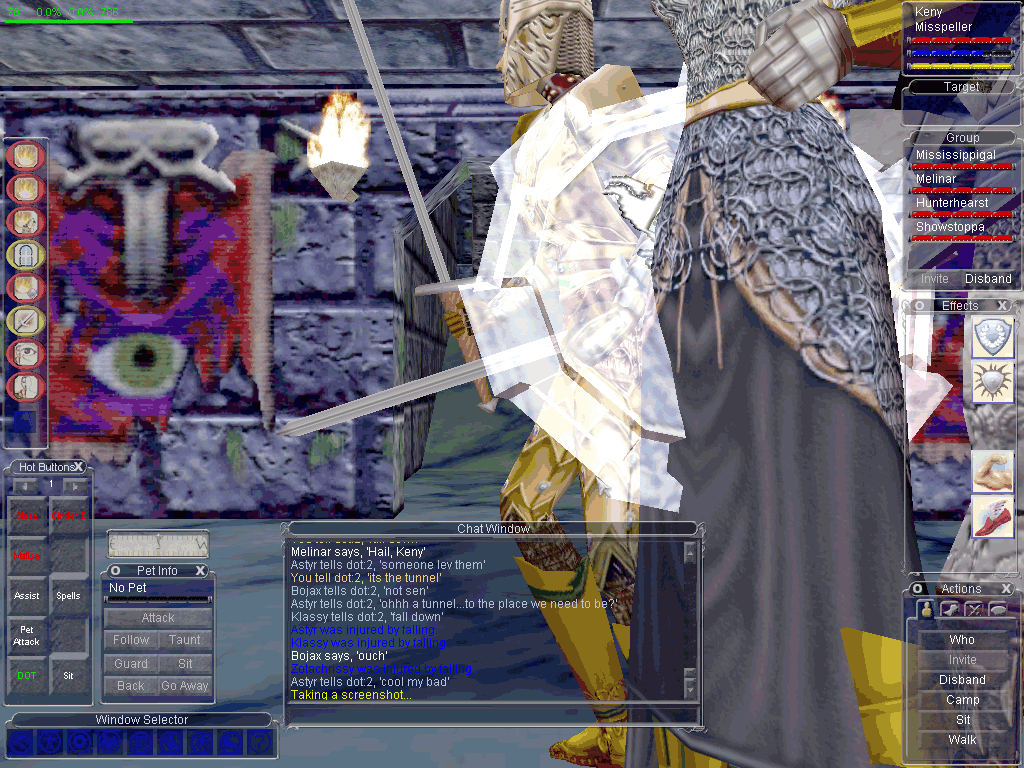 Keny
Misspeller
Target
Group
Mississippigal
Melinar
Hunterhearst
Showstoppa
Invite Disband
Effects X
Hot Buttons X
1
Assist Spells
Pet
Attack
DOT Sit
Pet Info X
No Pet
Attack
Follow Taunt
Guard Sit
Back Go Away
Window Selector
Chat Window
Melinar says, 'Hail, Keny'
Astyr tells dot:2, 'someone lev them'
You tell dot:2, 'its the tunnel'
Bojax tells dot:2, 'not sen'
Astyr tells dot:2, 'ohhh a tunnel...to the place we need to be?'
Klassy tells dot:2, 'fall down'
Astyr was injured by falling.
Klassy was injured by falling.
Bojax says, 'ouch'
was injured by falling.
Astyr tells dot:2, 'cool my bad'
Taking a screenshot...
Actions X
Who
Invite
Disband
Camp
Sit
Walk